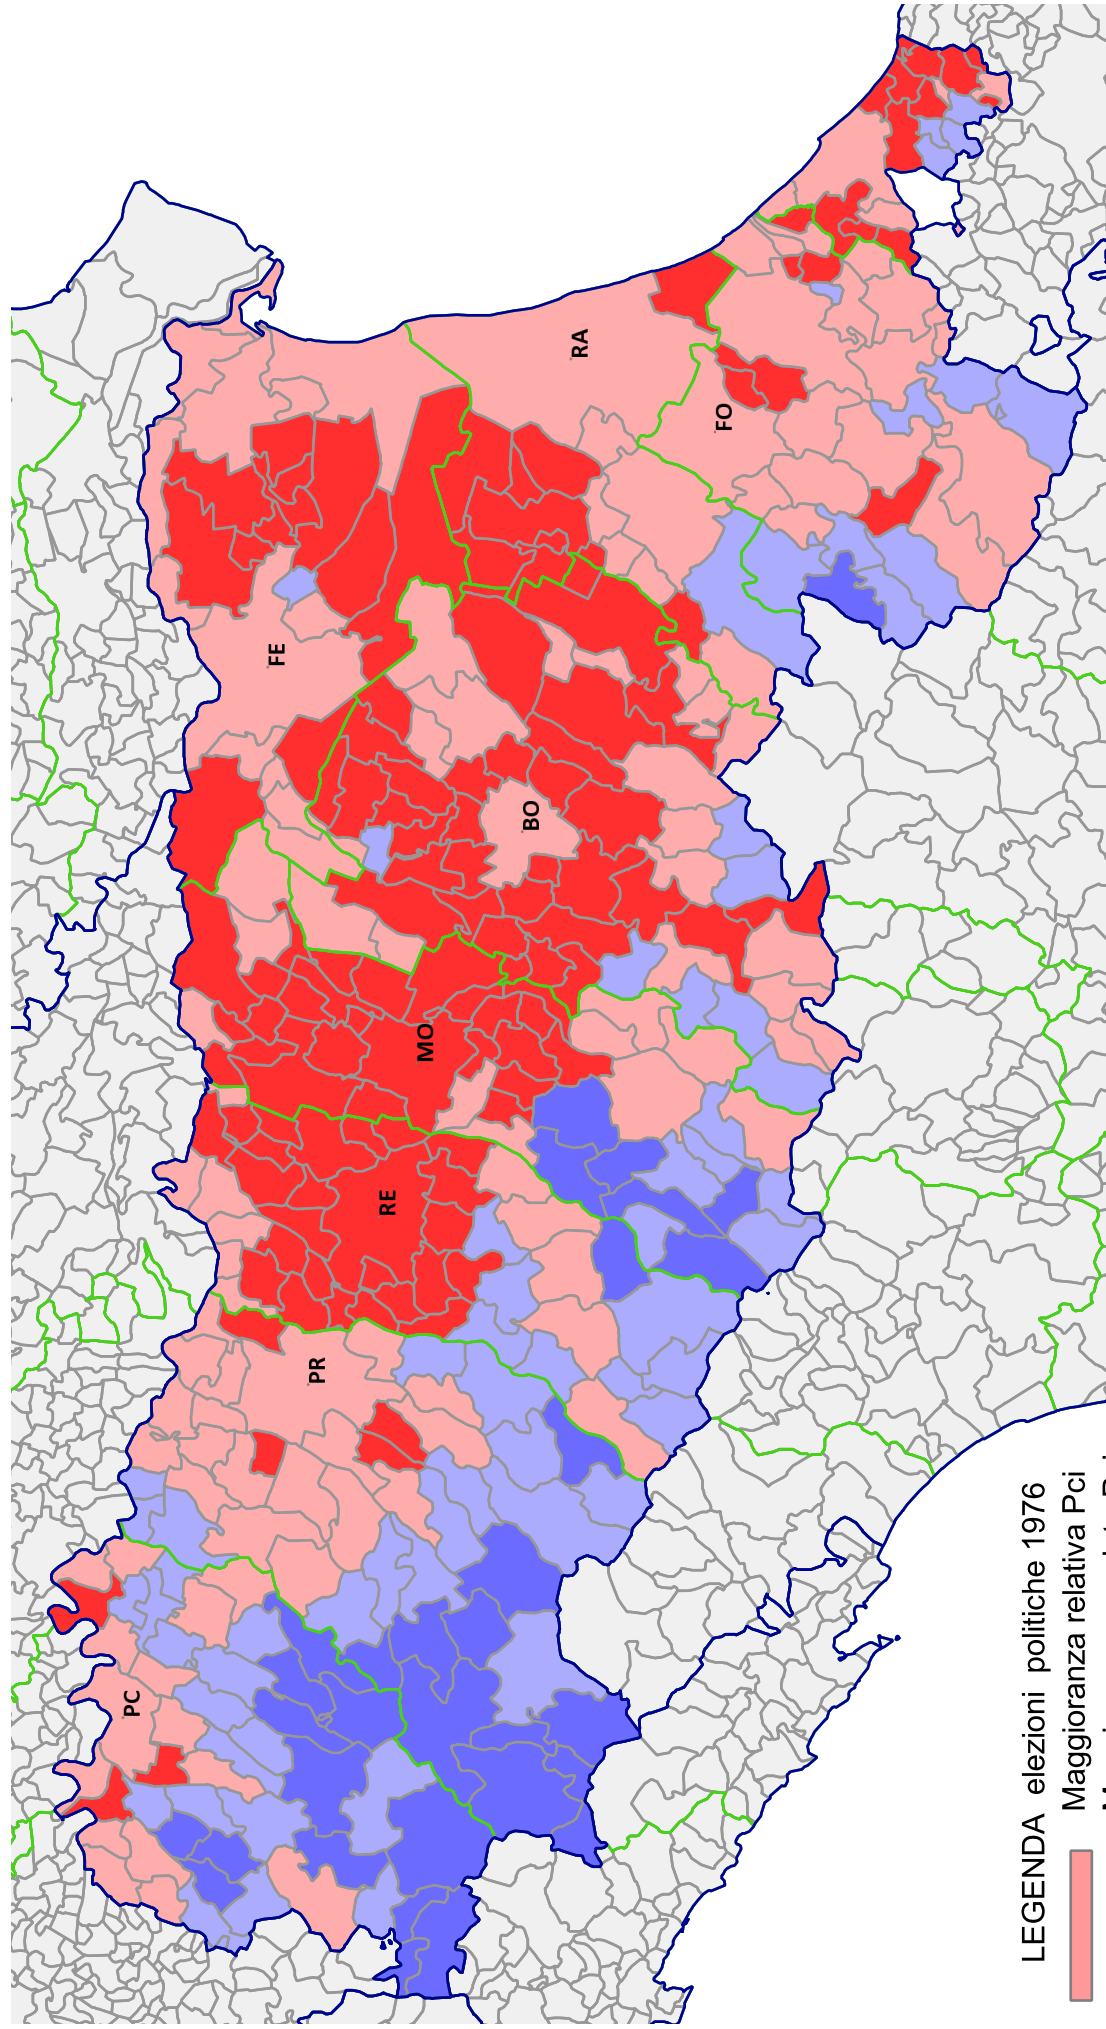 PC
PR
RE
MO
BO
FE
RA
FO
LEGENDA elezioni politiche 1976
Maggioranza relativa Pci